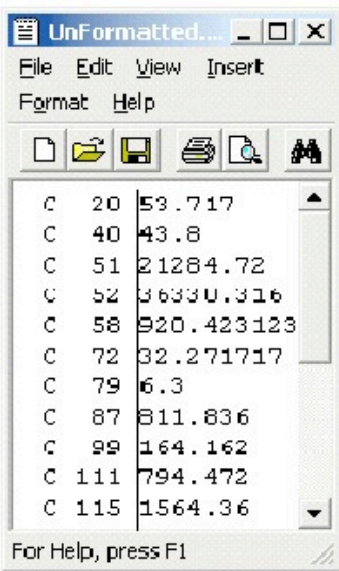 UnFormatted....
File Edit View Insert
Format Help
C 20 53.717
C 40 43.8
C 51 21284.72
C 52 36330.316
C 58 920.423123
C 72 32.271717
C 79 6.3
C 87 811.836
C 99 164.162
C 111 794.472
C 115 1564.36
For Help, press F1